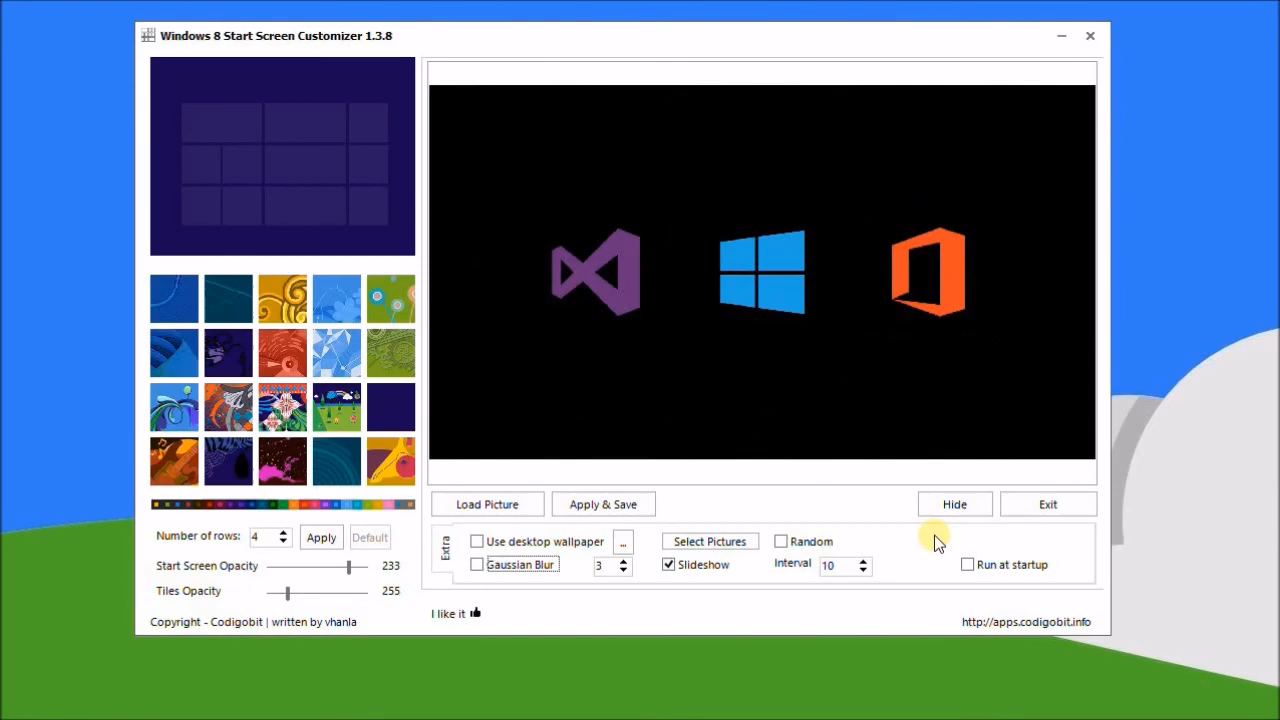 Windows 8 Start Screen Customizer 1.3.8
Load Picture
Apply & Save
Hide
Exit
Number of rows:
4
Apply
Default
Start Screen Opacity
233
Tiles Opacity
255
Extra
Use desktop wallpaper
...
Select Pictures
Random
Gaussian Blur
3
Slideshow
Interval
10
Run at startup
I like it
Copyright - Codigobit | written by vhanla
http://apps.codigobit.info